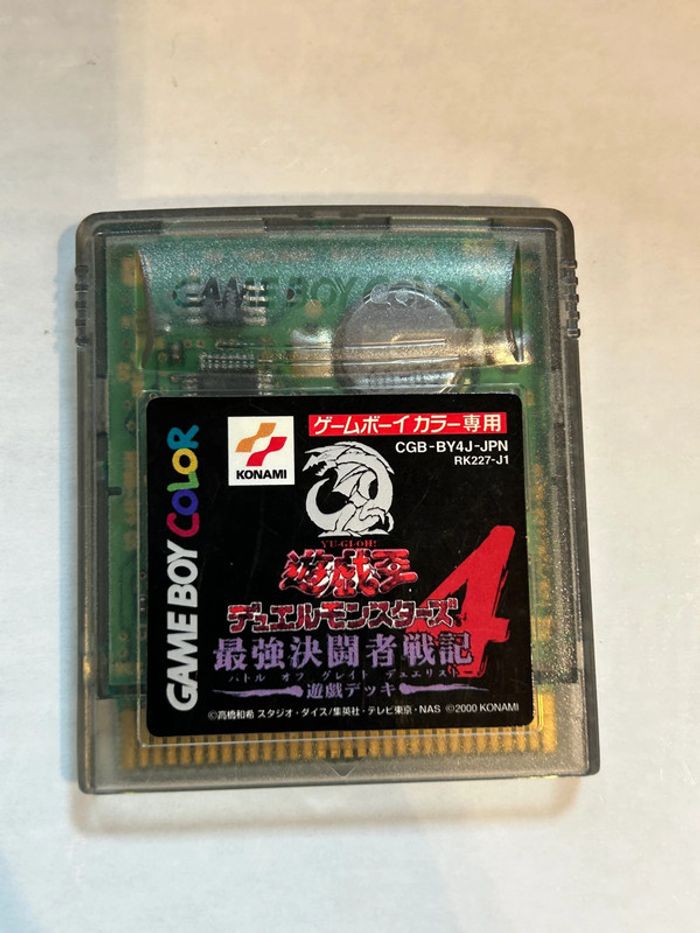 GAME BOY COLOR
GAME BOY COLOR
KONAMI
ゲームボーイカラー専用
CGB-BY4J-JPN
RK227-J1
YU-GI-OH!
遊戯王
デュエルモンスターズ
4
最強決闘者戦記
バトル オブ グレイト デュエリスト
遊戯デッキ
©高橋和希 スタジオ・ダイス/集英社・テレビ東京・NAS ©2000 KONAMI